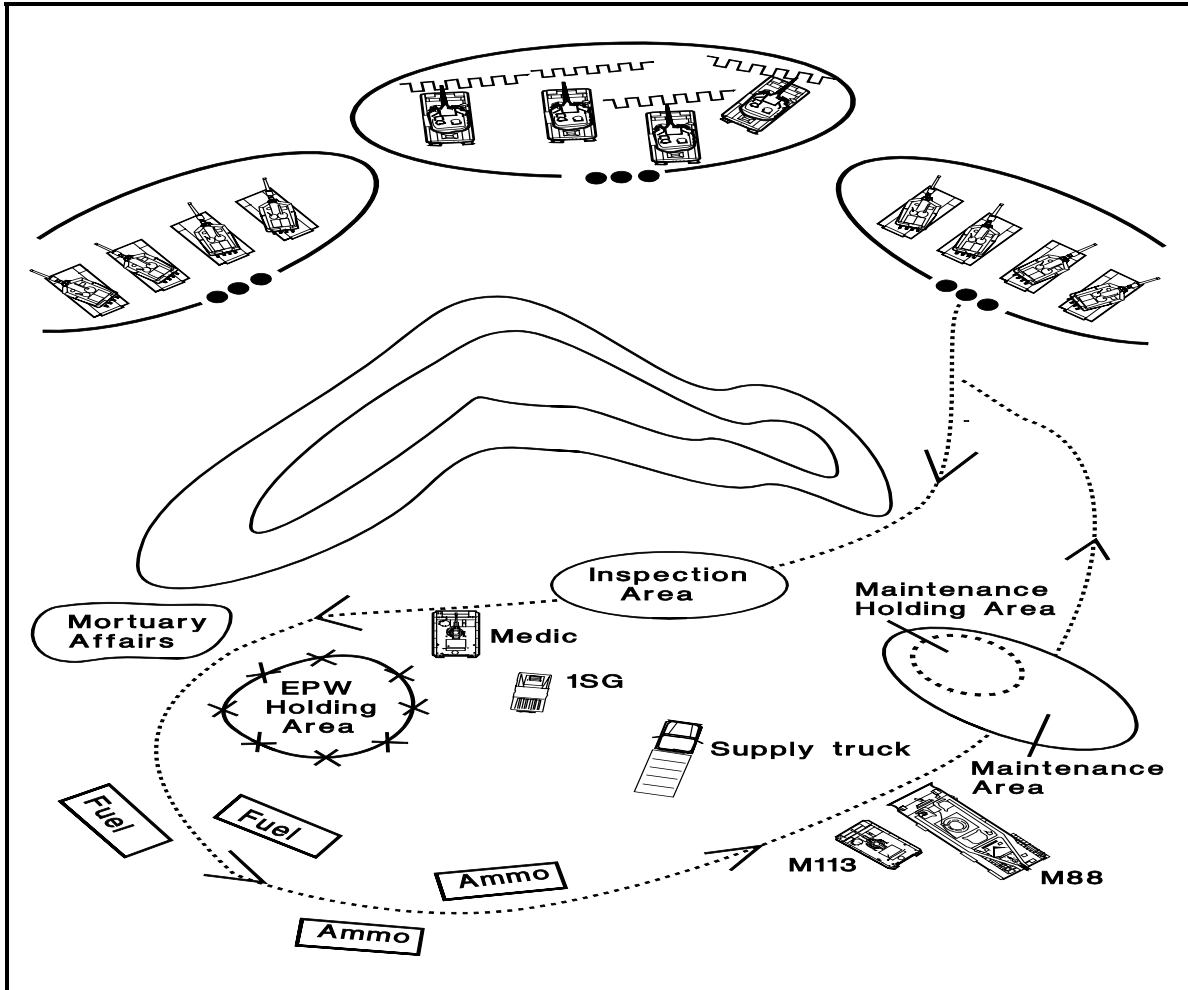 Inspection
Area
Maintenance
Holding Area
Mortuary
Affairs
Medic
1SG
EPW
Holding
Area
Supply truck
Maintenance
Area
Fuel
Fuel
Ammo
M113
M88
Ammo